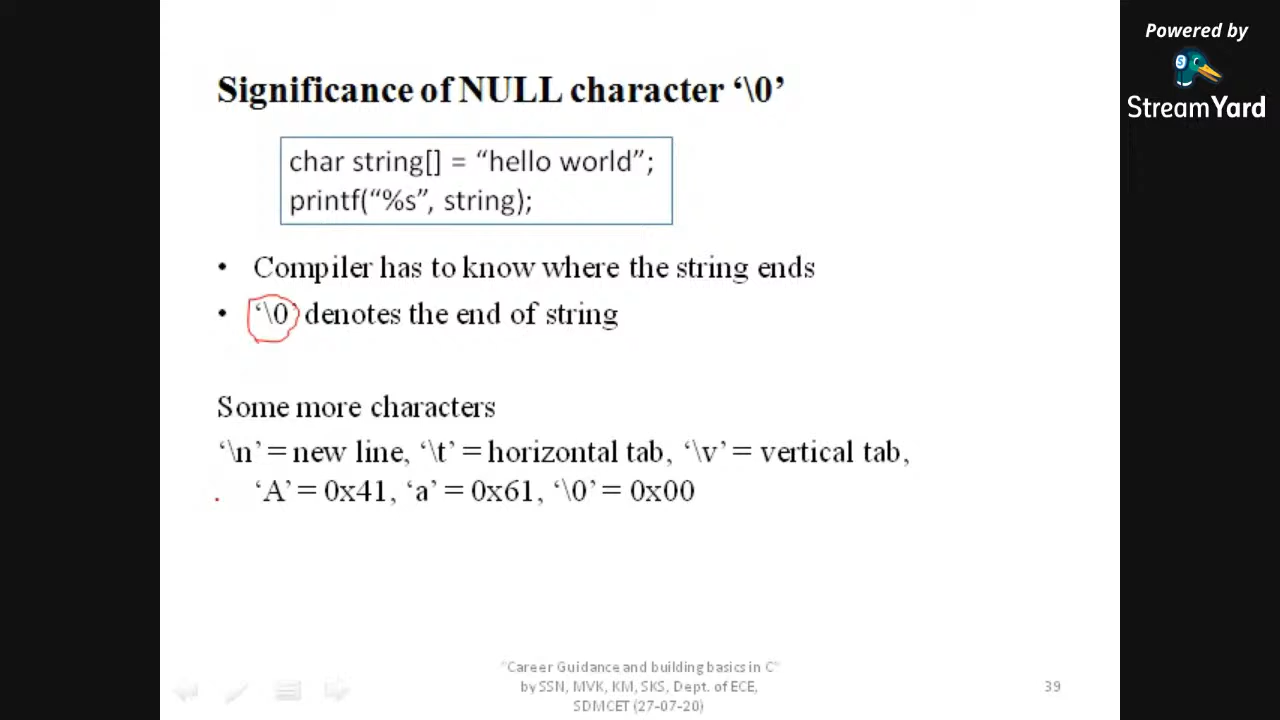 Powered by
StreamYard
Significance of NULL character ‘\0’
char string[] = “hello world”;
printf(“%s”, string);
• Compiler has to know where the string ends
• ‘\0’ denotes the end of string
Some more characters
‘\n’ = new line, ‘\t’ = horizontal tab, ‘\v’ = vertical tab,
‘A’ = 0x41, ‘a’ = 0x61, ‘\0’ = 0x00
“Career Guidance and building basics in C”
by SSN, MVK, KM, SKS, Dept. of ECE,
SDMCET (27-07-20)
39